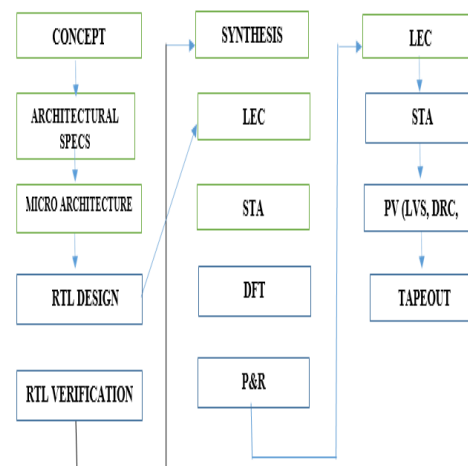 CONCEPT
ARCHITECTURAL
SPECS
MICRO ARCHITECTURE
RTL DESIGN
RTL VERIFICATION
SYNTHESIS
LEC
STA
DFT
P&R
LEC
STA
PV (LVS, DRC,
TAPEOUT